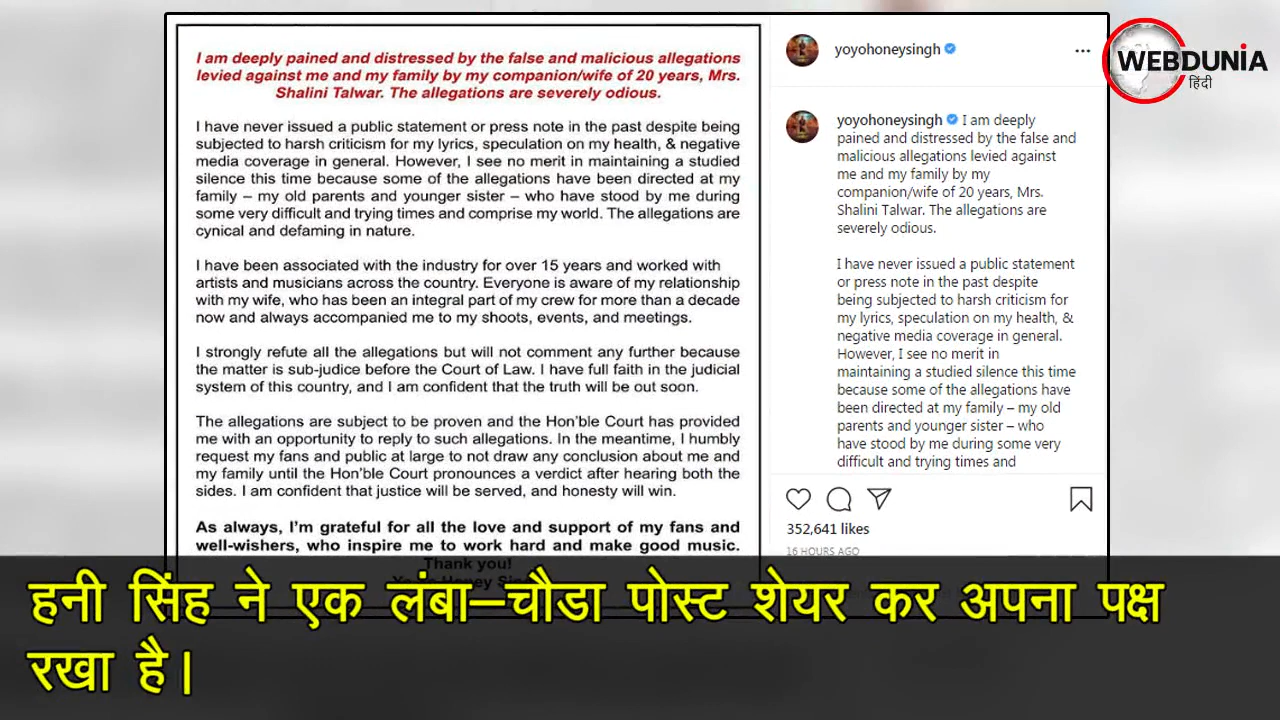 I am deeply pained and distressed by the false and malicious allegations
levied against me and my family by my companion/wife of 20 years, Mrs.
Shalini Talwar. The allegations are severely odious.
I have never issued a public statement or press note in the past despite being
subjected to harsh criticism for my lyrics, speculation on my health, & negative
media coverage in general. However, I see no merit in maintaining a studied
silence this time because some of the allegations have been directed at my
family – my old parents and younger sister – who have stood by me during
some very difficult and trying times and comprise my world. The allegations are
cynical and defaming in nature.
I have been associated with the industry for over 15 years and worked with
artists and musicians across the country. Everyone is aware of my relationship
with my wife, who has been an integral part of my crew for more than a decade
now and always accompanied me to my shoots, events, and meetings.
I strongly refute all the allegations but will not comment any further because
the matter is sub-judice before the Court of Law. I have full faith in the judicial
system of this country, and I am confident that the truth will be out soon.
The allegations are subject to be proven and the Hon'ble Court has provided
me with an opportunity to reply to such allegations. In the meantime, I humbly
request my fans and public at large to not draw any conclusion about me and
my family until the Hon'ble Court pronounces a verdict after hearing both the
sides. I am confident that justice will be served, and honesty will win.
As always, I'm grateful for all the love and support of my fans and
well-wishers, who inspire me to work hard and make good music.
Thank you!
yoyohoneysingh
yoyohoneysingh I am deeply
pained and distressed by the false and
malicious allegations levied against
me and my family by my
companion/wife of 20 years, Mrs.
Shalini Talwar. The allegations are
severely odious.
I have never issued a public statement
or press note in the past despite
being subjected to harsh criticism for
my lyrics, speculation on my health, &
negative media coverage in general.
However, I see no merit in
maintaining a studied silence this time
because some of the allegations have
been directed at my family – my old
parents and younger sister – who
have stood by me during some very
difficult and trying times and
352,641 likes
16 HOURS AGO
WEBDUNIA
हिंदी
हनी सिंह ने एक लंबा–चौडा पोस्ट शेयर कर अपना पक्ष
रखा है।